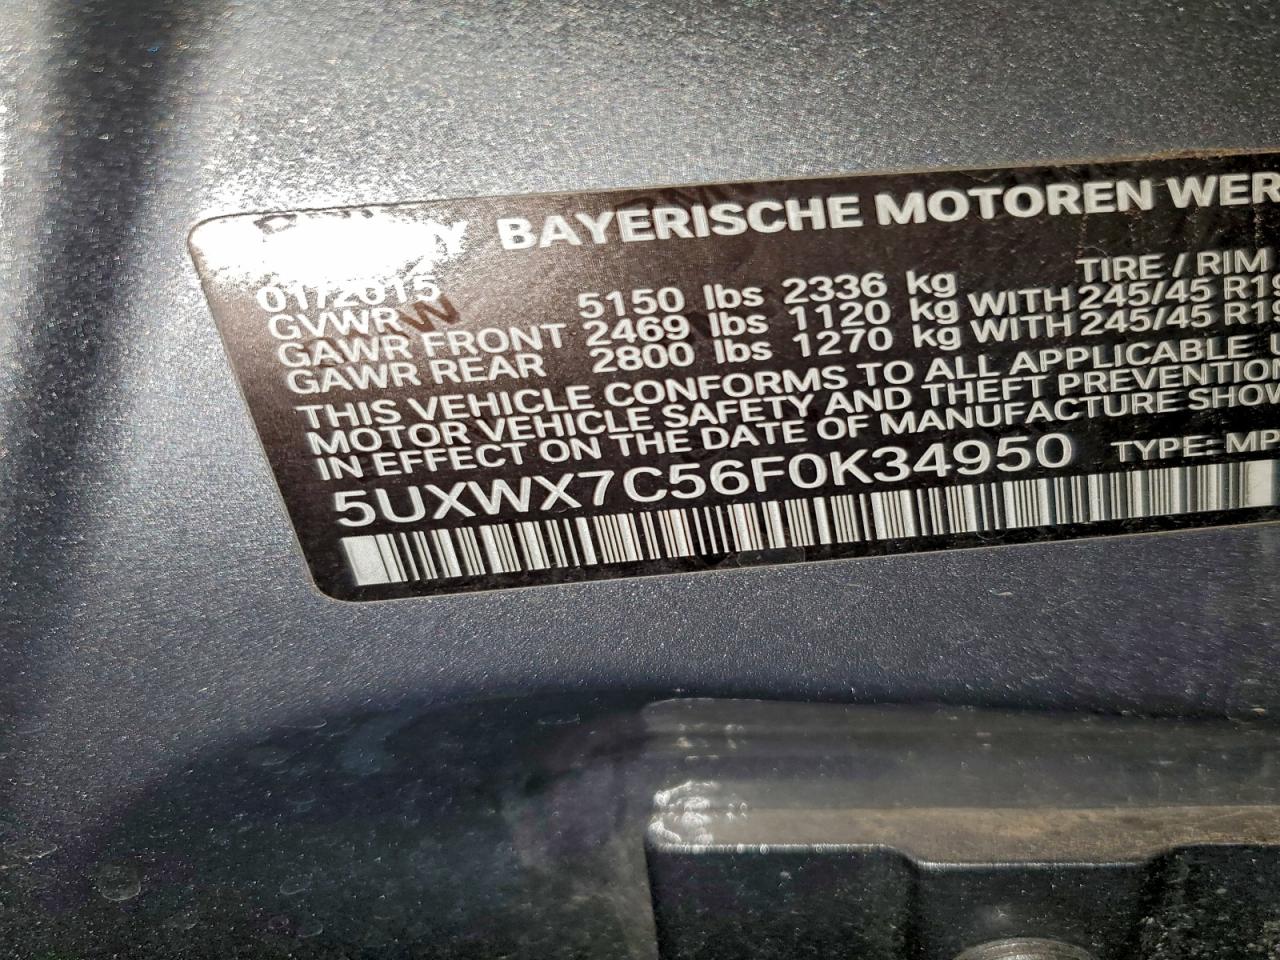 BAYERISCHE MOTOREN WER
01/2015
TIRE / RIM
GVWR 5150 lbs 2336 kg
GAWR FRONT 2469 lbs 1120 kg WITH 245/45 R19
GAWR REAR 2800 lbs 1270 kg WITH 245/45 R19
THIS VEHICLE CONFORMS TO ALL APPLICABLE U
MOTOR VEHICLE SAFETY AND THEFT PREVENTION
IN EFFECT ON THE DATE OF MANUFACTURE SHOW
5UXWX7C56F0K34950 TYPE: MP